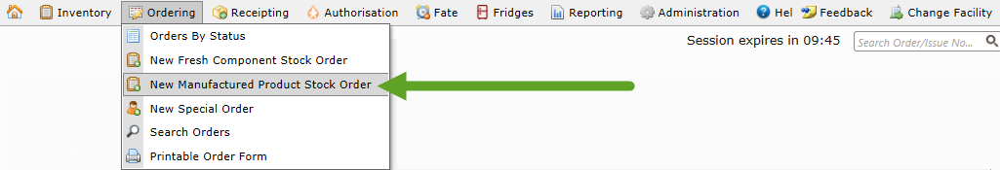 Inventory Ordering Receipting Authorisation Fate Fridges Reporting Administration Hel Feedback Change Facility
Session expires in 09:45 Search Order/Issue No...
Orders By Status
New Fresh Component Stock Order
New Manufactured Product Stock Order
New Special Order
Search Orders
Printable Order Form